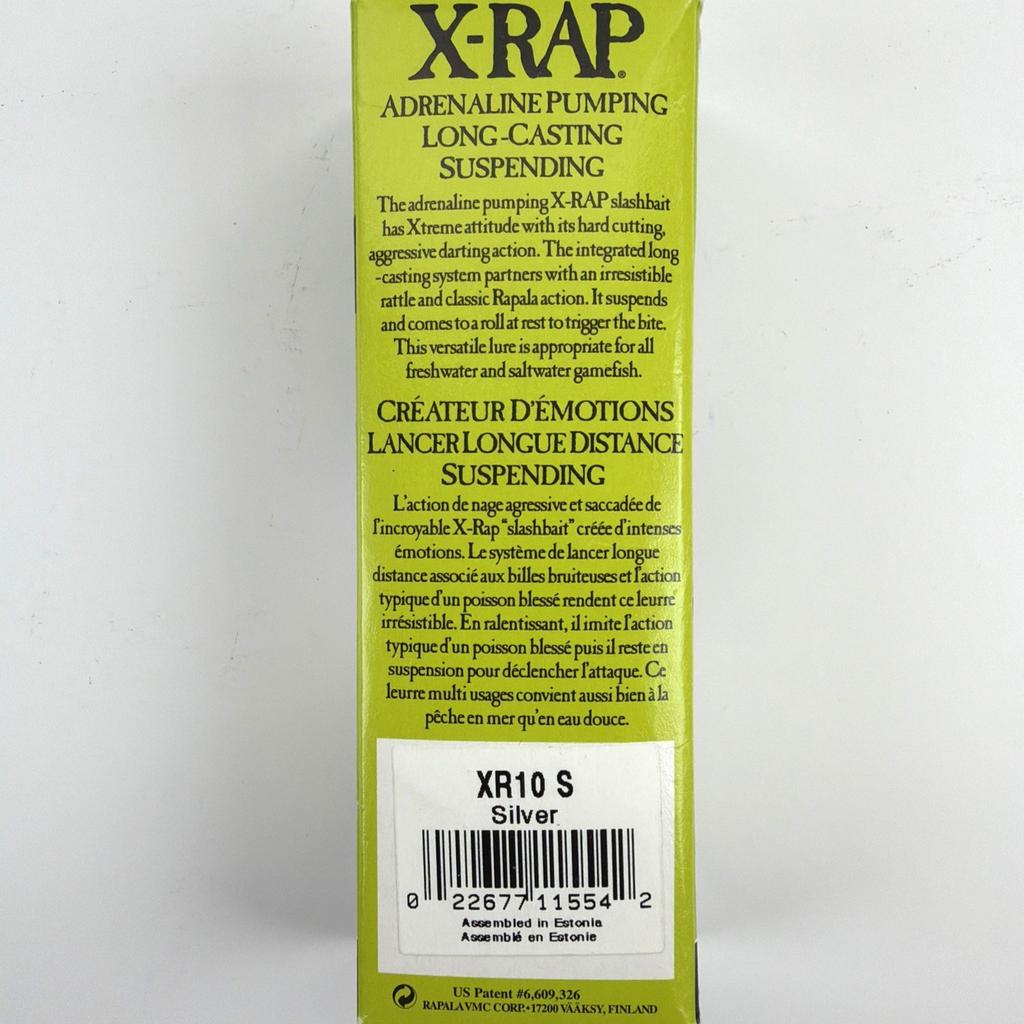 X-RAP®
ADRENALINE PUMPING
LONG-CASTING
SUSPENDING
The adrenaline pumping X-RAP slashbait
has Xtreme attitude with its hard cutting,
aggressive darting action. The integrated long
-casting system partners with an irresistible
rattle and classic Rapala action. It suspends
and comes to a roll at rest to trigger the bite.
This versatile lure is appropriate for all
freshwater and saltwater gamefish.
CRÉATEUR D'ÉMOTIONS
LANCER LONGUE DISTANCE
SUSPENDING
L'action de nage agressive et saccadée de
l'incroyable X-Rap "slashbait" créée d'intenses
émotions. Le système de lancer longue
distance associé aux billes bruiteuses et l'action
typique d'un poisson blessé rendent ce leurre
irrésistible. En ralentissant, il imite l'action
typique d'un poisson blessé puis il reste en
suspension pour déclencher l'attaque. Ce
leurre multi usages convient aussi bien à la
pêche en mer qu'en eau douce.
XR10 S
Silver
0 22677 11554 2
Assembled in Estonia
Assemblé en Estonie
US Patent #6,609,326
RAPALA VMC CORP.•17200 VÄÄKSY, FINLAND